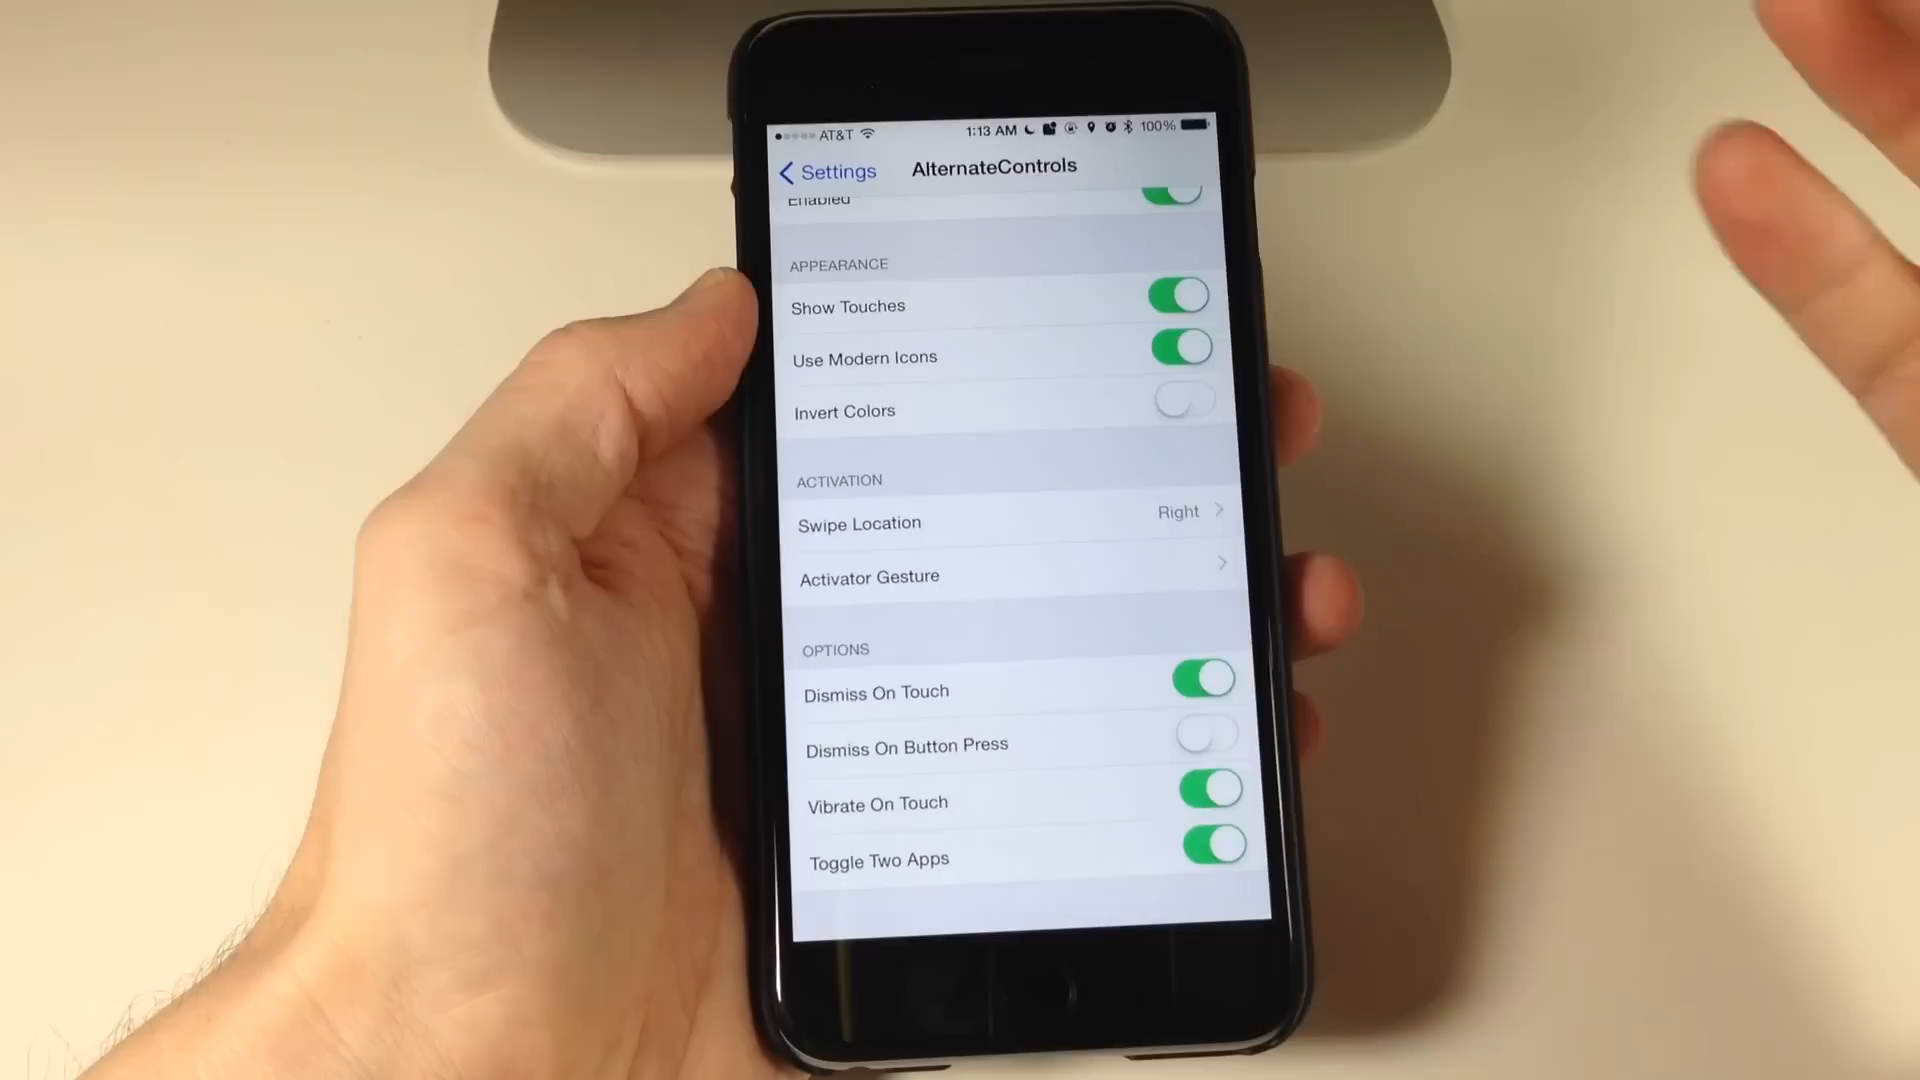 AT&T 1:13 AM 100%
Settings AlternateControls
Enabled
APPEARANCE
Show Touches
Use Modern Icons
Invert Colors
ACTIVATION
Swipe Location Right
Activator Gesture
OPTIONS
Dismiss On Touch
Dismiss On Button Press
Vibrate On Touch
Toggle Two Apps